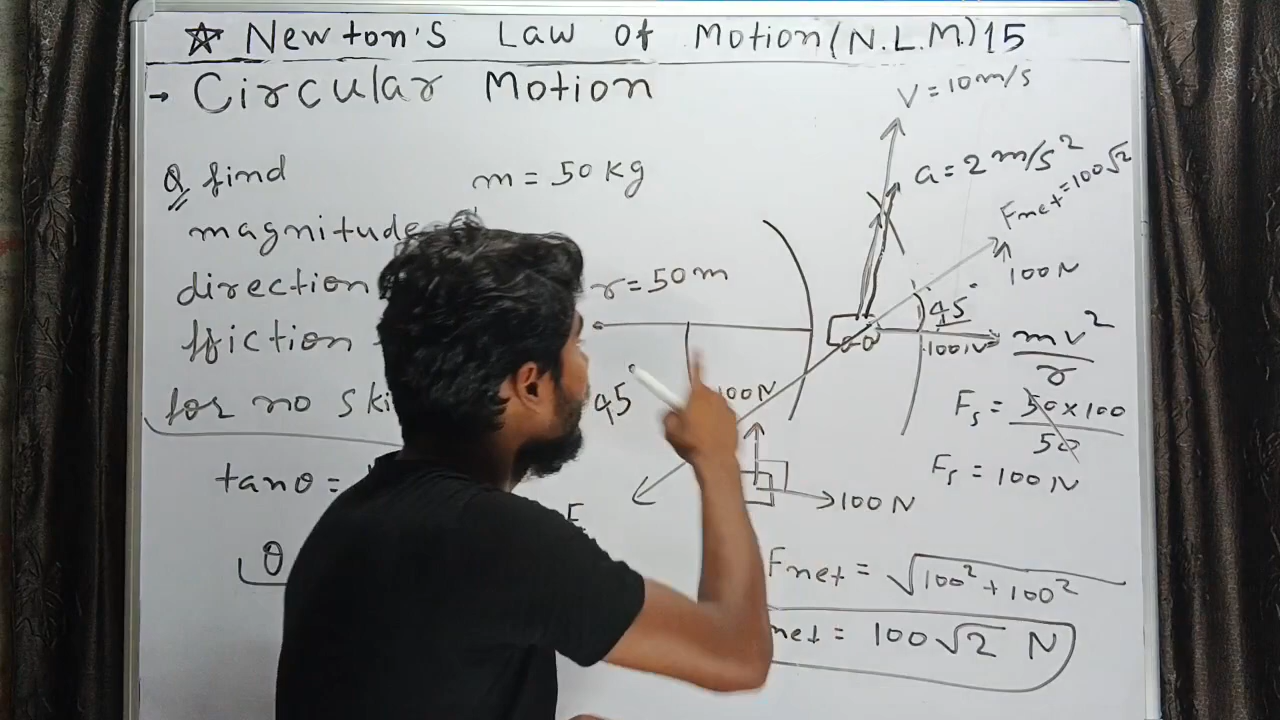 ☆ Newton's Law of Motion (N.L.M.) 15
→ Circular Motion
V = 10 m/s
a = 2 m/s²
Fnet = 100√2
100 N
Q find
m = 50 kg
magnitude
direction
r = 50 m
friction
for no
45°
100 N
mv²
r
45°
100 N
Fs = 50 × 100
50
Fs = 100 N
tanθ =
100 N
θ
F
Fnet = √100² + 100²
net = 100√2 N